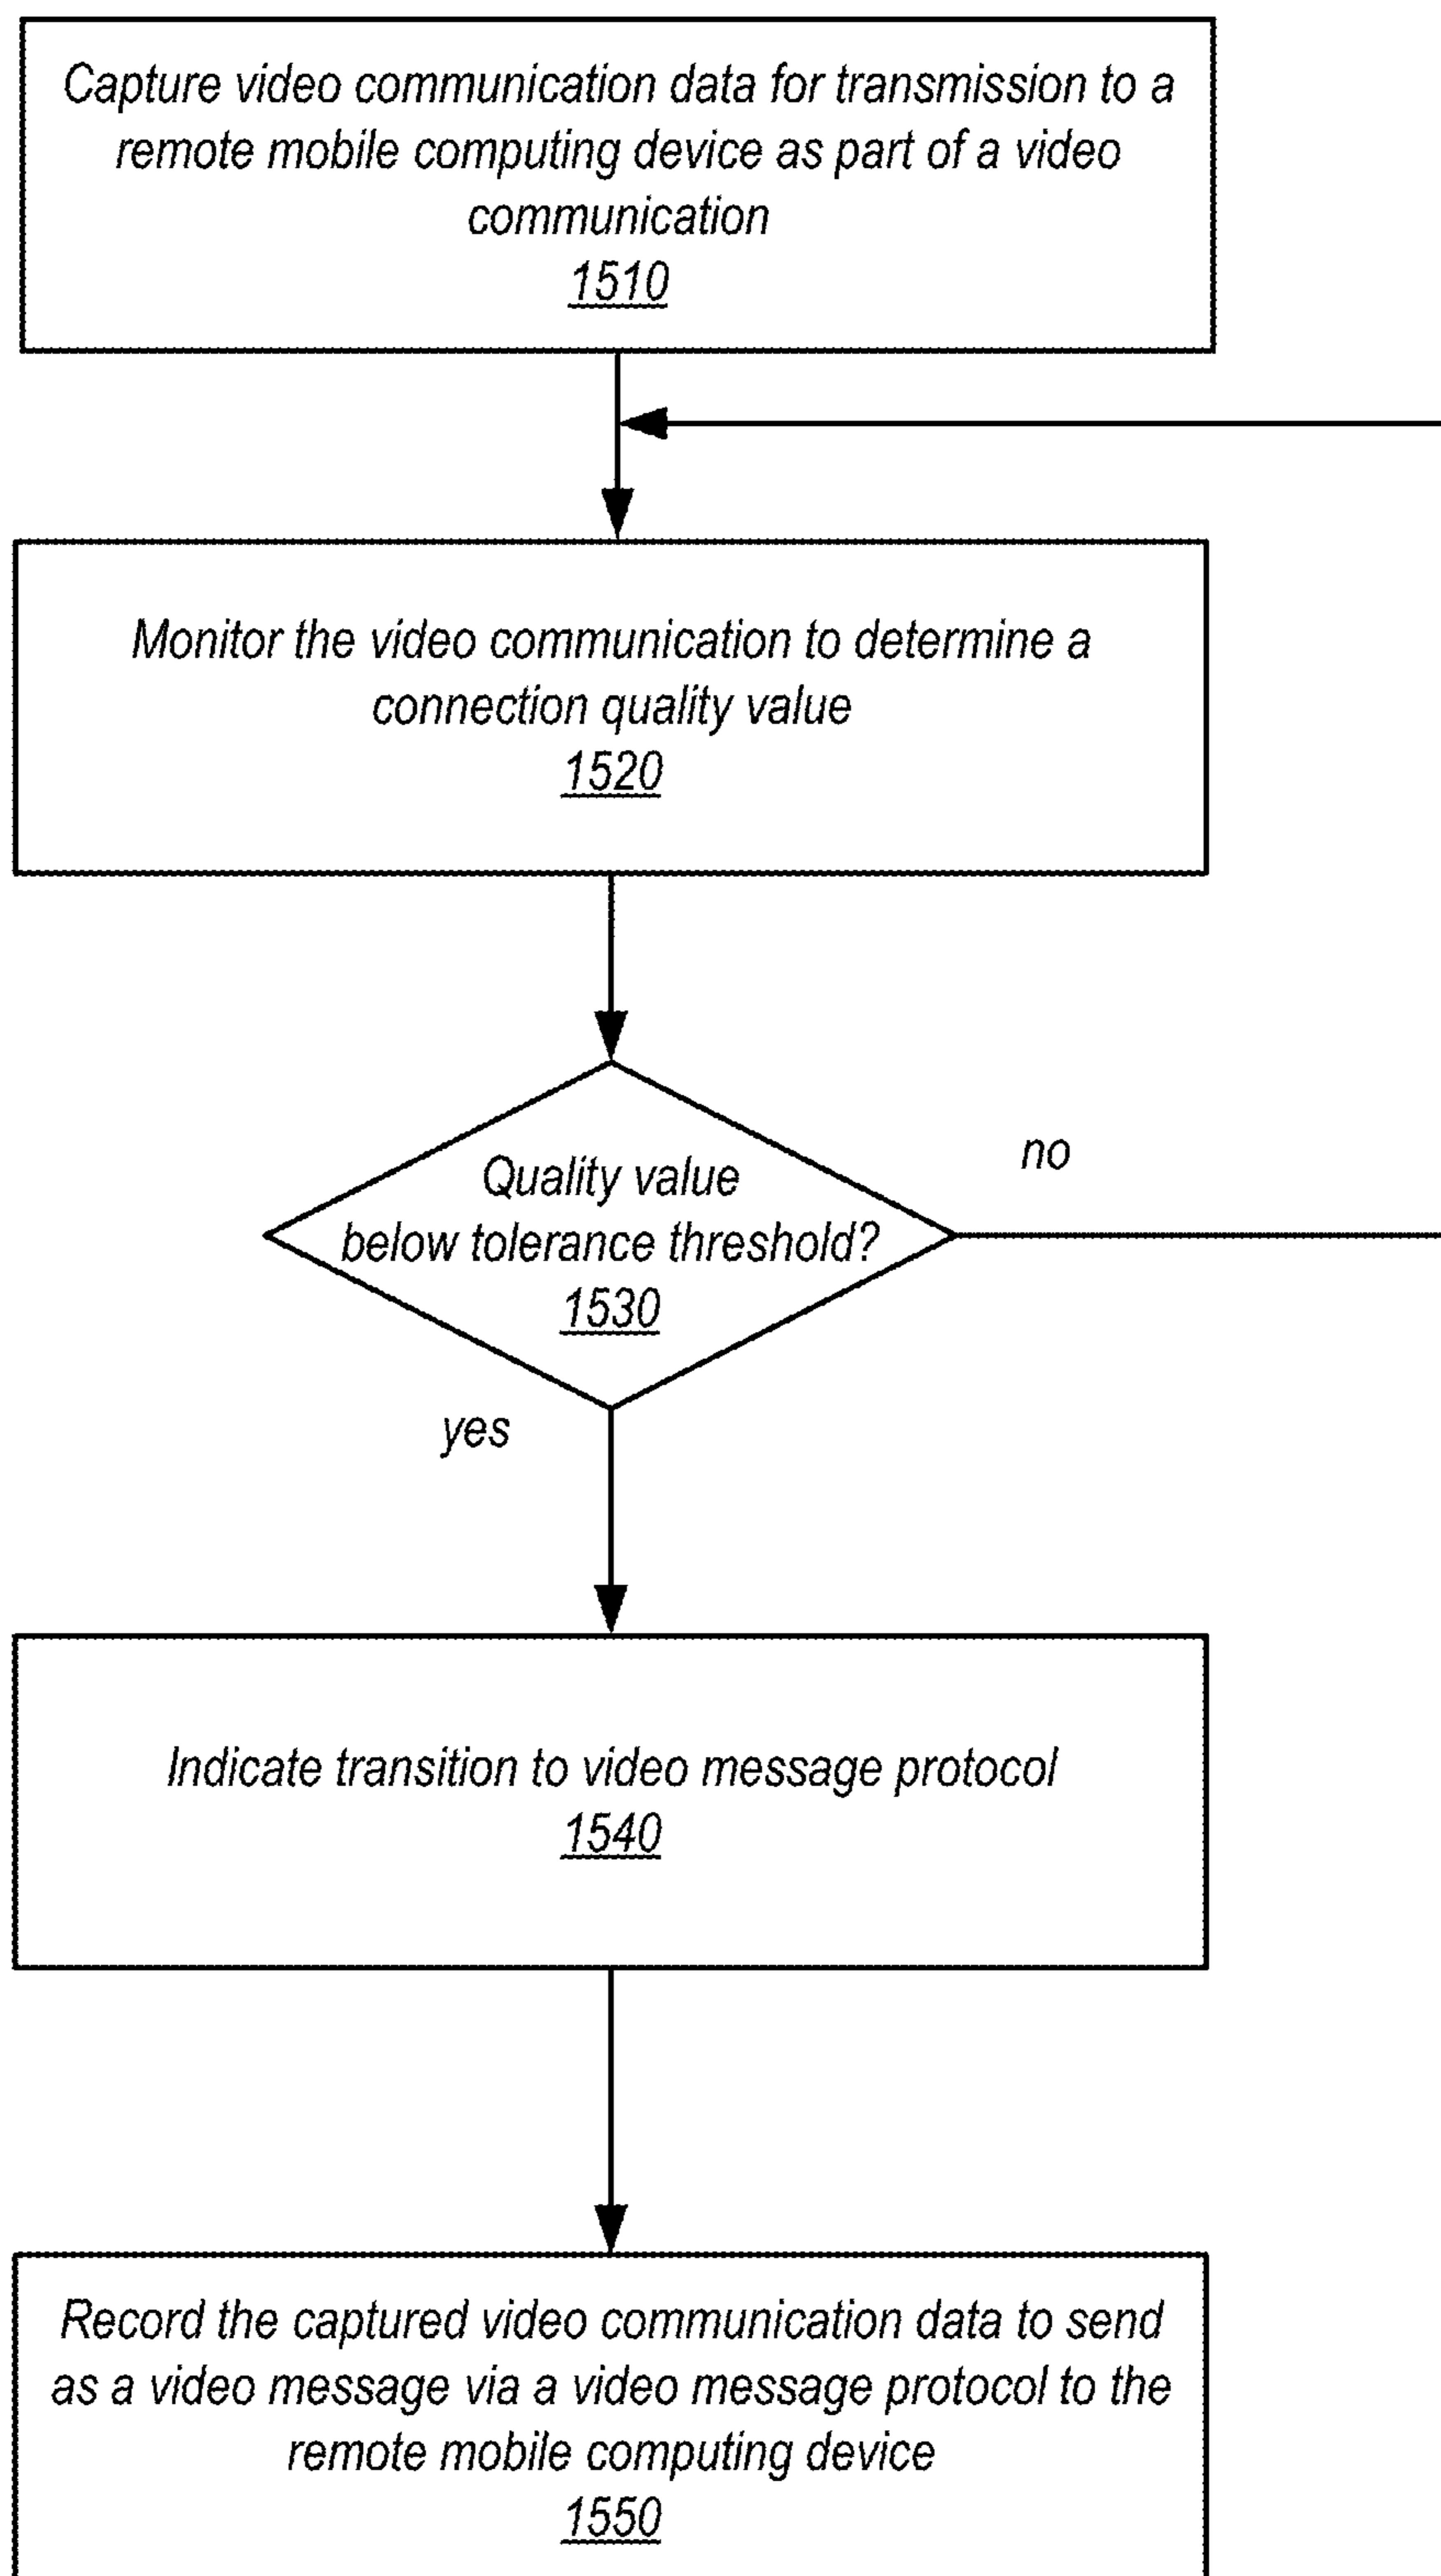 Capture video communication data for transmission to a
remote mobile computing device as part of a video
communication
1510
Monitor the video communication to determine a
connection quality value
1520
Quality value
below tolerance threshold?
1530
no
yes
Indicate transition to video message protocol
1540
Record the captured video communication data to send
as a video message via a video message protocol to the
remote mobile computing device
1550